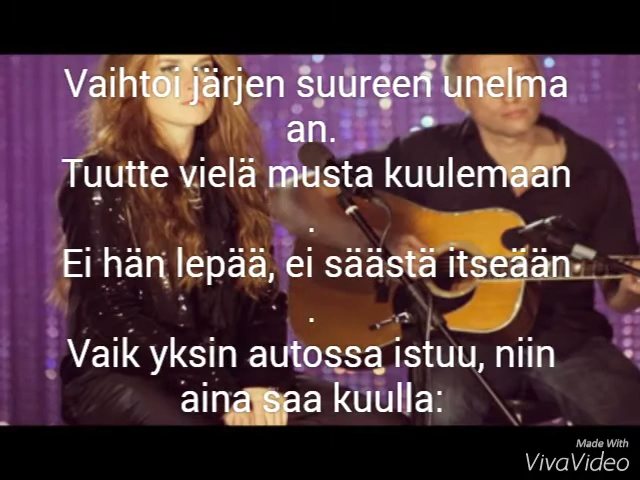 Vaihtoi järjen suureen unelma
an.
Tuutte vielä musta kuulemaan
.
Ei hän lepää, ei säästä itseään
.
Vaik yksin autossa istuu, niin
aina saa kuulla:
Made With
VivaVideo